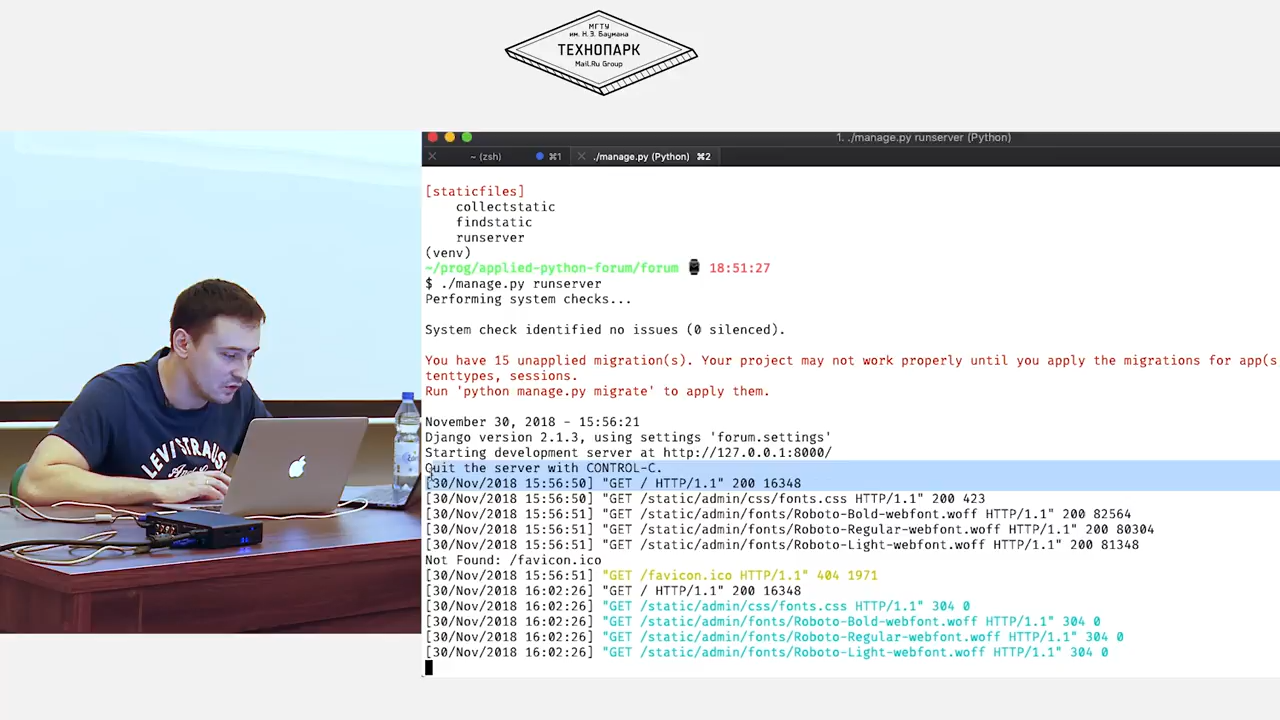 МГТУ
им. Н.Э. Баумана
ТЕХНОПАРК
Mail.Ru Group
1. ./manage.py runserver (Python)
~ (zsh) ⌘1 ./manage.py (Python) ⌘2
[staticfiles]
collectstatic
findstatic
runserver
(venv)
~/prog/applied-python-forum/forum 18:51:27
$ ./manage.py runserver
Performing system checks...
System check identified no issues (0 silenced).
You have 15 unapplied migration(s). Your project may not work properly until you apply the migrations for app(s
tenttypes, sessions.
Run 'python manage.py migrate' to apply them.
November 30, 2018 - 15:56:21
Django version 2.1.3, using settings 'forum.settings'
Starting development server at http://127.0.0.1:8000/
Quit the server with CONTROL-C.
[30/Nov/2018 15:56:50] "GET / HTTP/1.1" 200 16348
[30/Nov/2018 15:56:51] "GET /static/admin/css/fonts.css HTTP/1.1" 200 423
[30/Nov/2018 15:56:51] "GET /static/admin/fonts/Roboto-Bold-webfont.woff HTTP/1.1" 200 82564
[30/Nov/2018 15:56:51] "GET /static/admin/fonts/Roboto-Regular-webfont.woff HTTP/1.1" 200 80304
[30/Nov/2018 15:56:51] "GET /static/admin/fonts/Roboto-Light-webfont.woff HTTP/1.1" 200 81348
Not Found: /favicon.ico
[30/Nov/2018 15:56:51] "GET /favicon.ico HTTP/1.1" 404 1971
[30/Nov/2018 16:02:26] "GET / HTTP/1.1" 200 16348
[30/Nov/2018 16:02:26] "GET /static/admin/css/fonts.css HTTP/1.1" 304 0
[30/Nov/2018 16:02:26] "GET /static/admin/fonts/Roboto-Bold-webfont.woff HTTP/1.1" 304 0
[30/Nov/2018 16:02:26] "GET /static/admin/fonts/Roboto-Regular-webfont.woff HTTP/1.1" 304 0
[30/Nov/2018 16:02:26] "GET /static/admin/fonts/Roboto-Light-webfont.woff HTTP/1.1" 304 0
LEVI STRAUSS